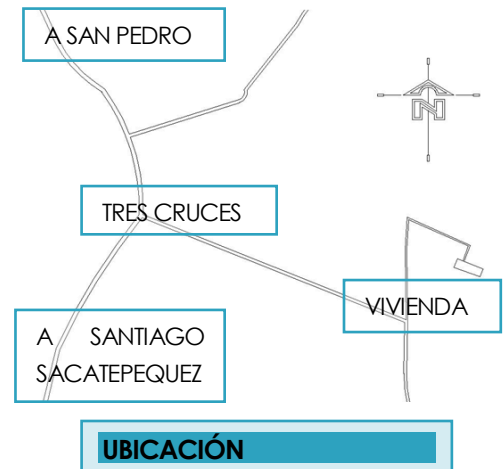 A SAN PEDRO
N
TRES CRUCES
VIVIENDA
A SANTIAGO
SACATEPEQUEZ
UBICACIÓN